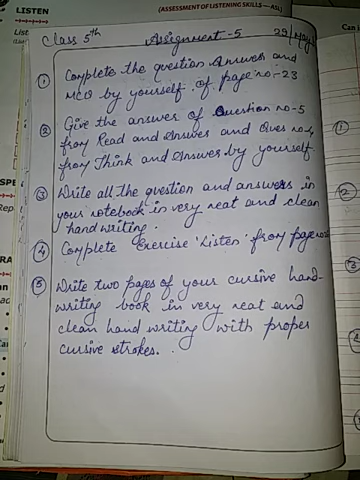 LISTEN
(ASSESSMENT OF LISTENING SKILLS—ASL)
Class 5th Assignment-5 29/May
① Complete the question Answers and
MCQ by yourself. of page no:-23
② Give the answer of Question no-5
from Read and Answer and Ques no-1,
from Think and Answer by yourself.
③ Write all the question and answers in
your notebook in very neat and clean
hand writing.
④ Complete Exercise 'Listen' from page no
⑤ Write two pages of your cursive hand-
writing book in very neat and
clean hand writing with proper
cursive strokes.